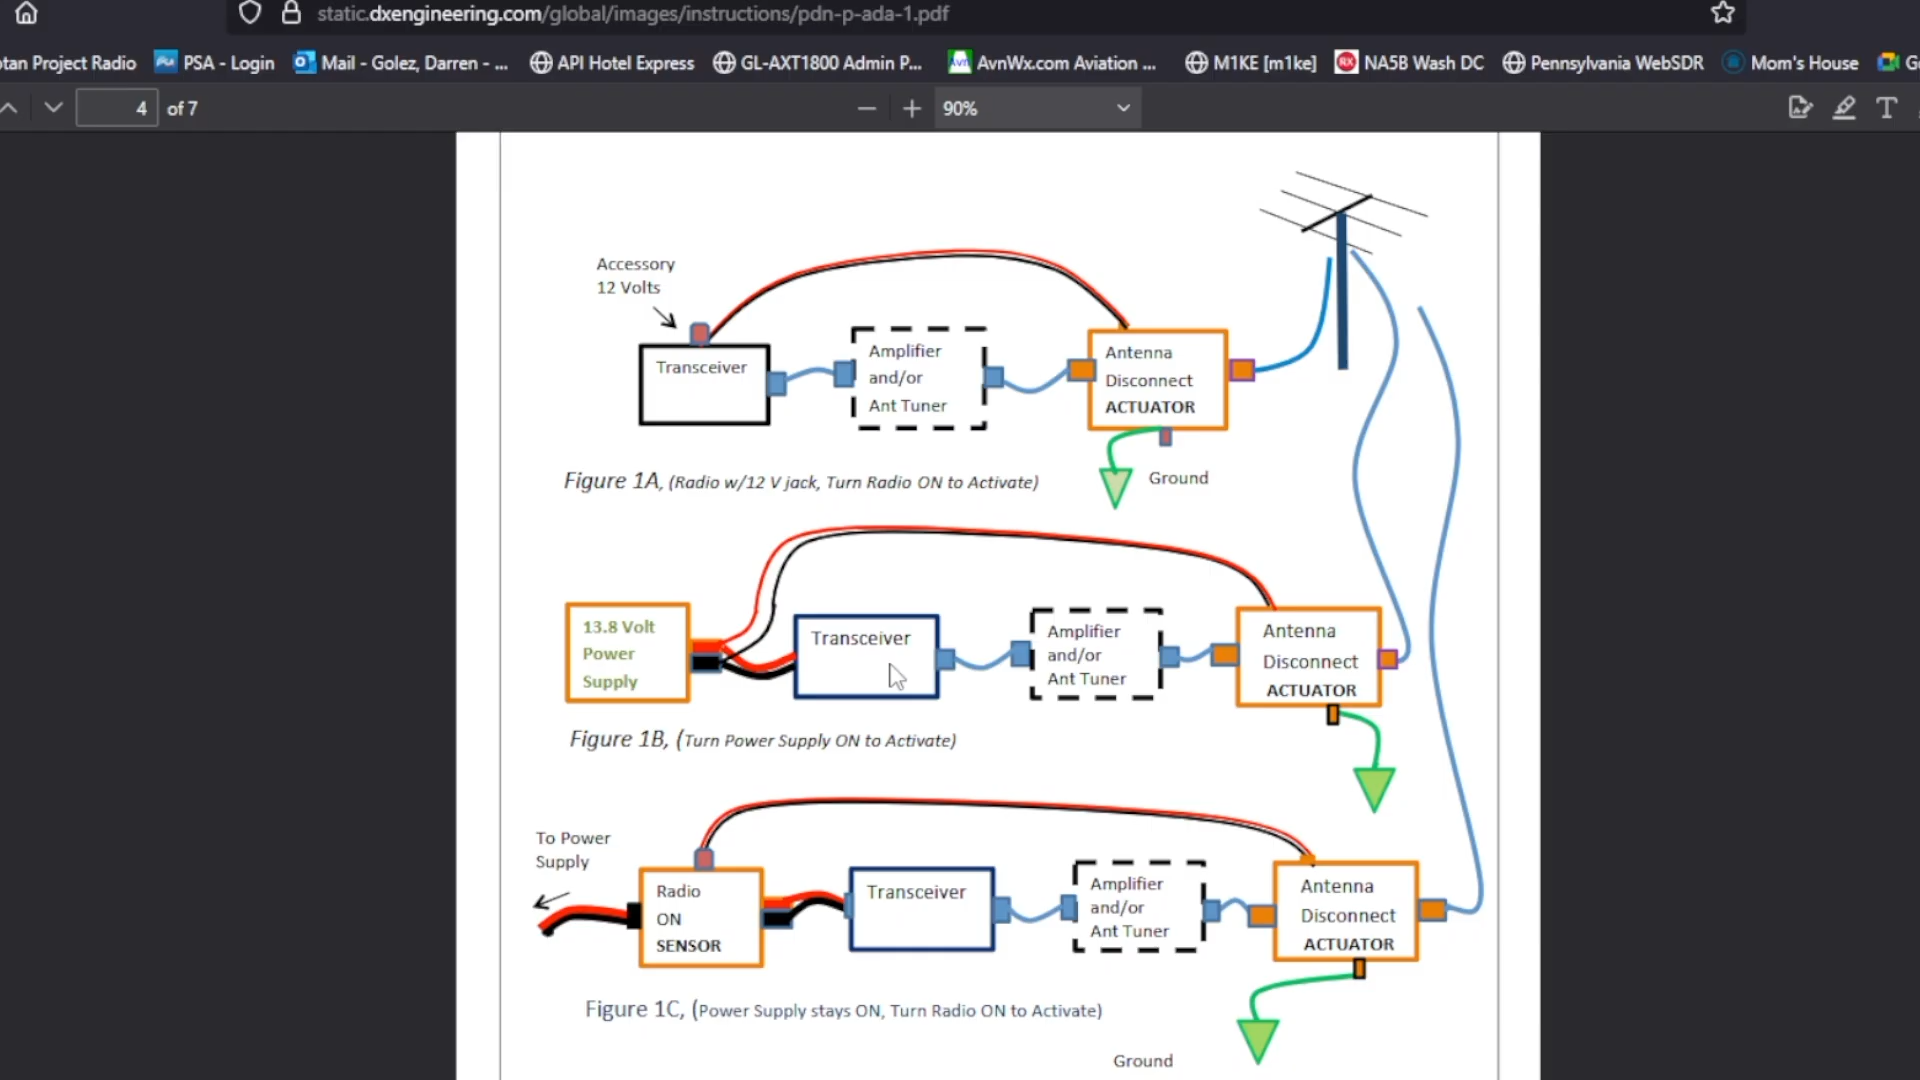 static.dxengineering.com/global/images/instructions/pdn-p-ada-1.pdf
tan Project Radio
PSA - Login
Mail - Golez, Darren - ...
API Hotel Express
GL-AXT1800 Admin P...
AvnWx.com Aviation ...
M1KE [m1ke]
NA5B Wash DC
Pennsylvania WebSDR
Mom's House
4 of 7
90%
Accessory
12 Volts
Transceiver
Amplifier
and/or
Ant Tuner
Antenna
Disconnect
ACTUATOR
Figure 1A, (Radio w/12 V jack, Turn Radio ON to Activate)
Ground
13.8 Volt
Power
Supply
Transceiver
Amplifier
and/or
Ant Tuner
Antenna
Disconnect
ACTUATOR
Figure 1B, (Turn Power Supply ON to Activate)
To Power
Supply
Radio
ON
SENSOR
Transceiver
Amplifier
and/or
Ant Tuner
Antenna
Disconnect
ACTUATOR
Figure 1C, (Power Supply stays ON, Turn Radio ON to Activate)
Ground